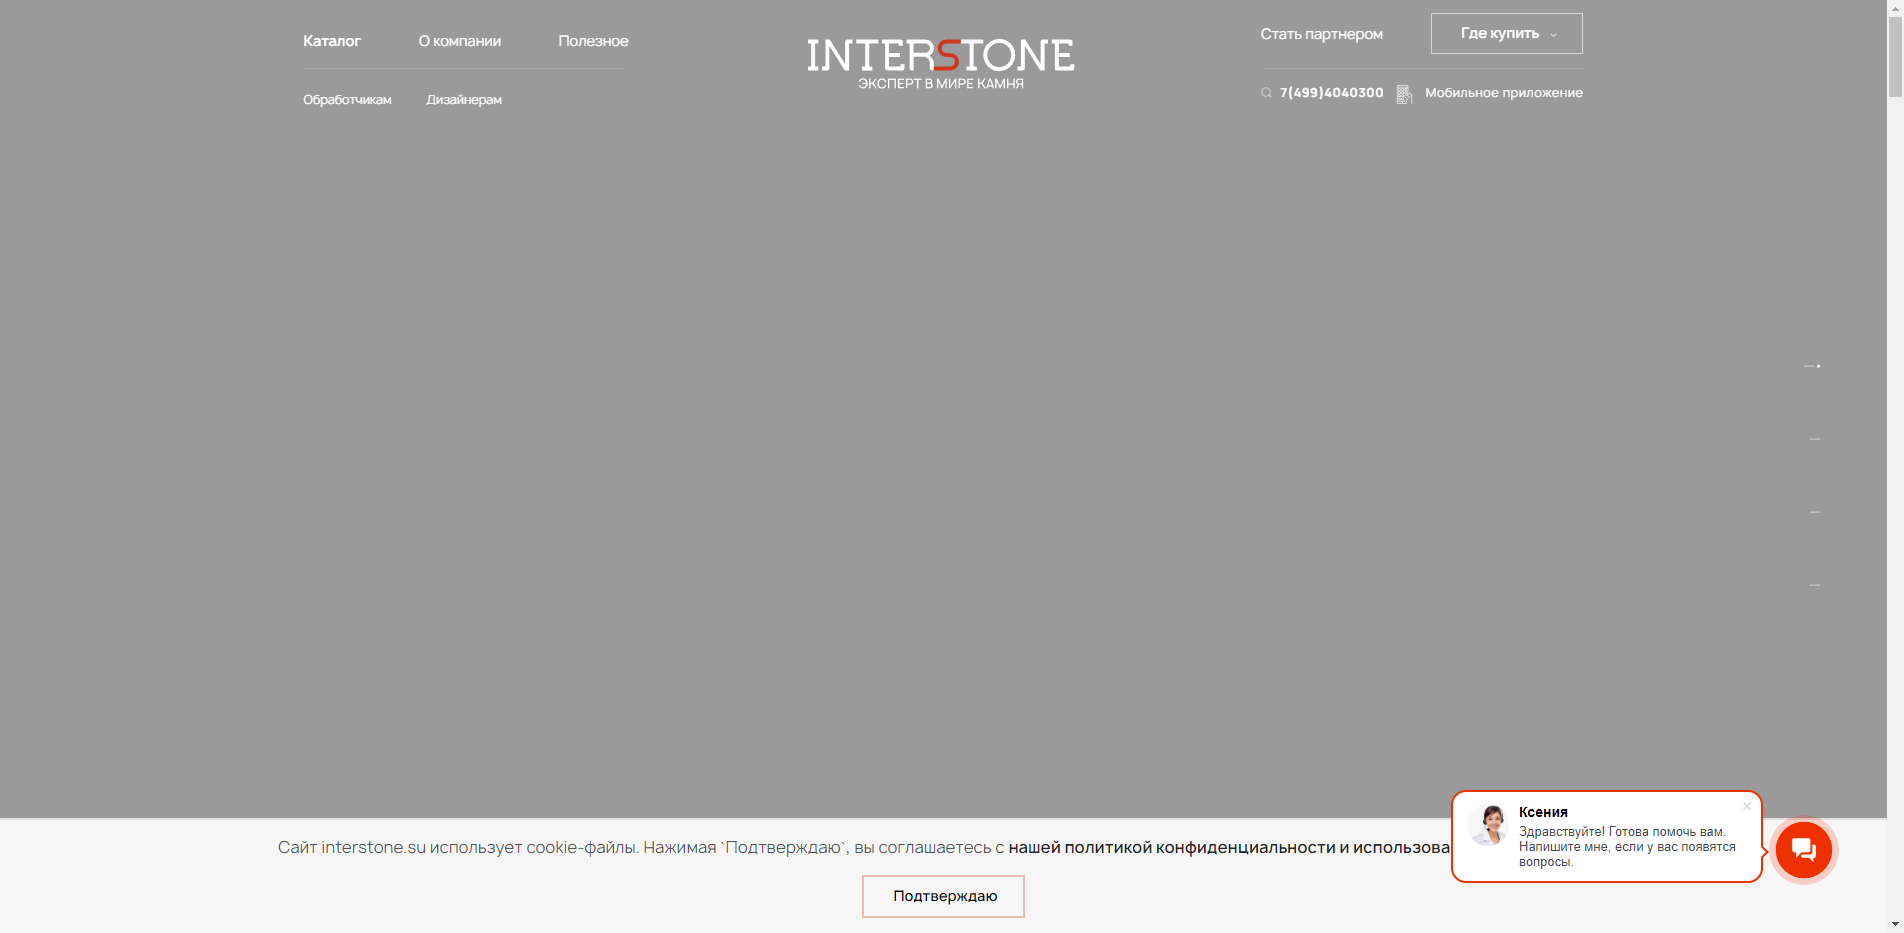 Каталог
О компании
Полезное
Обработчикам
Дизайнерам
INTERSTONE
ЭКСПЕРТ В МИРЕ КАМНЯ
Стать партнером
Где купить
7(499)4040300
Мобильное приложение
Сайт interstone.su использует cookie-файлы. Нажимая `Подтверждаю`, вы соглашаетесь с нашей политикой конфиденциальности и использова
Подтверждаю
Ксения
Здравствуйте! Готова помочь вам.
Напишите мне, если у вас появятся
вопросы.